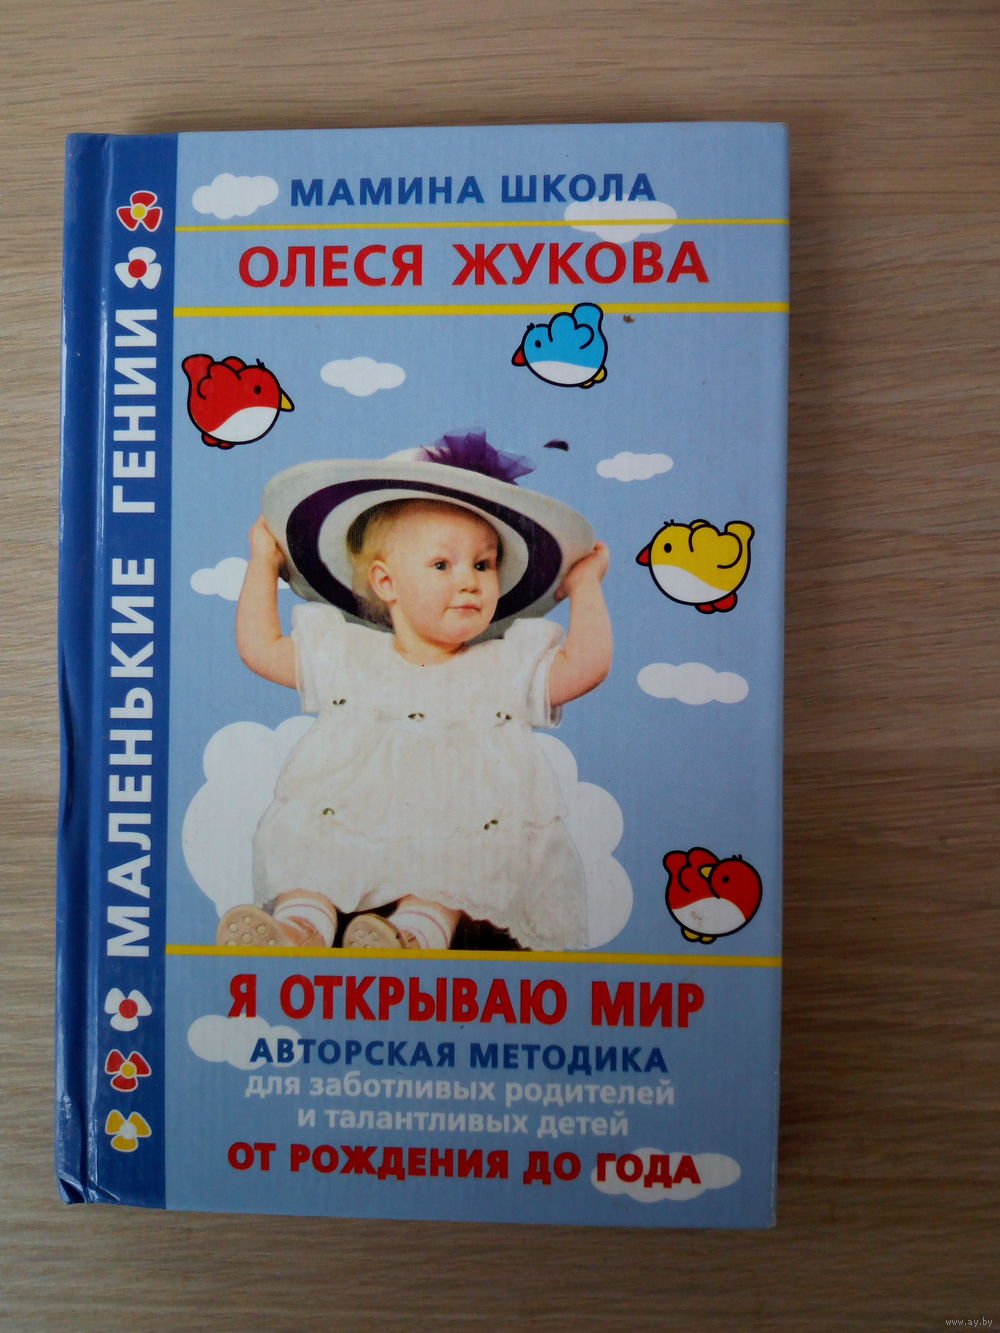 МАМИНА ШКОЛА
ОЛЕСЯ ЖУКОВА
МАЛЕНЬКИЕ ГЕНИИ
Я ОТКРЫВАЮ МИР
АВТОРСКАЯ МЕТОДИКА
для заботливых родителей
и талантливых детей
ОТ РОЖДЕНИЯ ДО ГОДА
www.ay.by